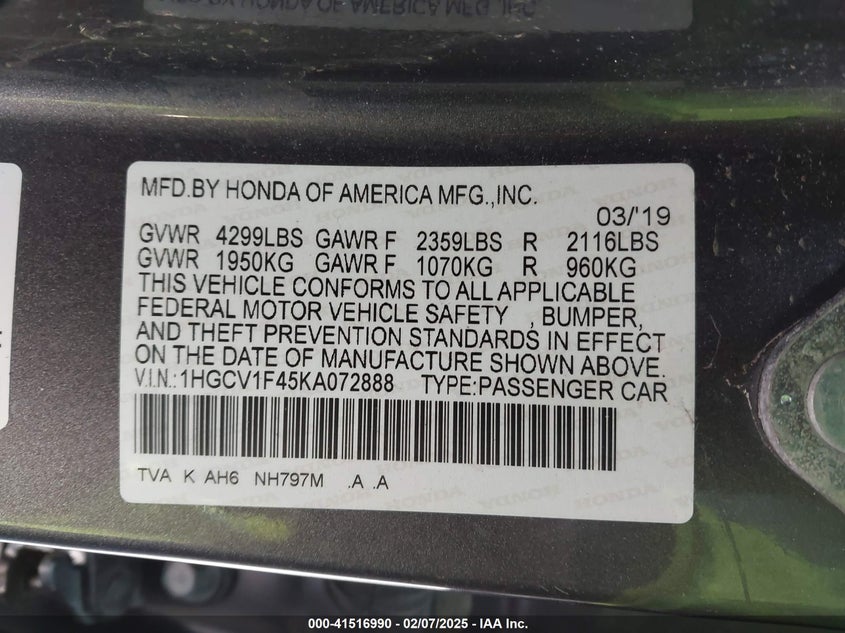 MFD.BY HONDA OF AMERICA MFG.,INC.
03/'19
GVWR 4299LBS GAWR F 2359LBS R 2116LBS
GVWR 1950KG GAWR F 1070KG R 960KG
THIS VEHICLE CONFORMS TO ALL APPLICABLE
FEDERAL MOTOR VEHICLE SAFETY , BUMPER,
AND THEFT PREVENTION STANDARDS IN EFFECT
ON THE DATE OF MANUFACTURE SHOWN ABOVE.
V.I.N.:1HGCV1F45KA072888 TYPE:PASSENGER CAR
TVA K AH6 NH797M .A .A
000-41516990 - 02/07/2025 - IAA Inc.